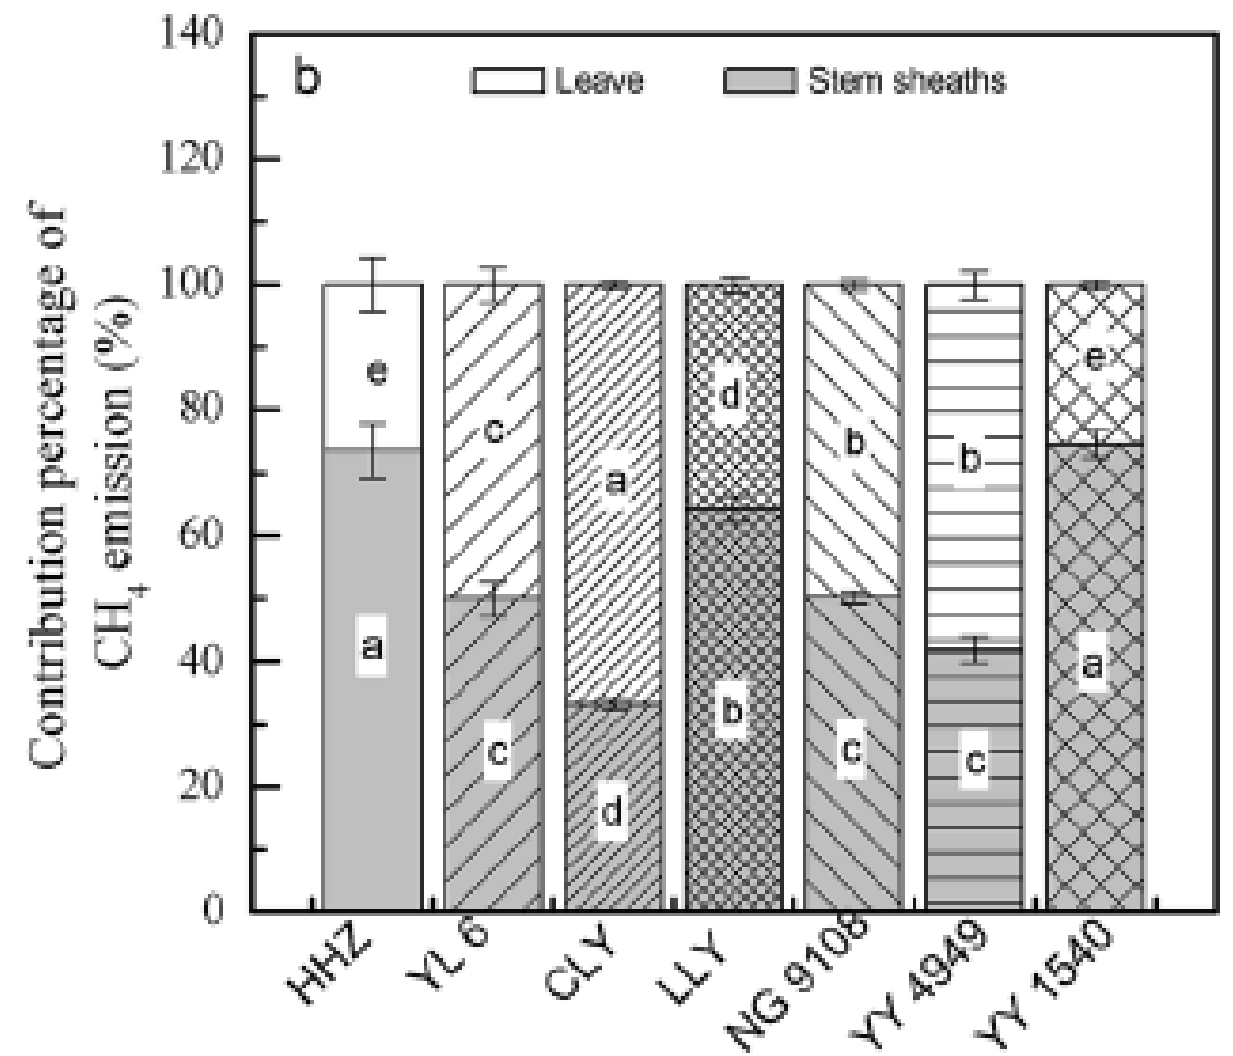 140
120
100
80
60
40
20
0
Contribution percentage of
CH4 emission (%)
b
Leave
Stem sheaths
e
c
a
d
b
b
e
a
c
d
b
c
c
a
HHZ
YL 6
CLY
LLY
NG 9108
YY 4949
YY 1540